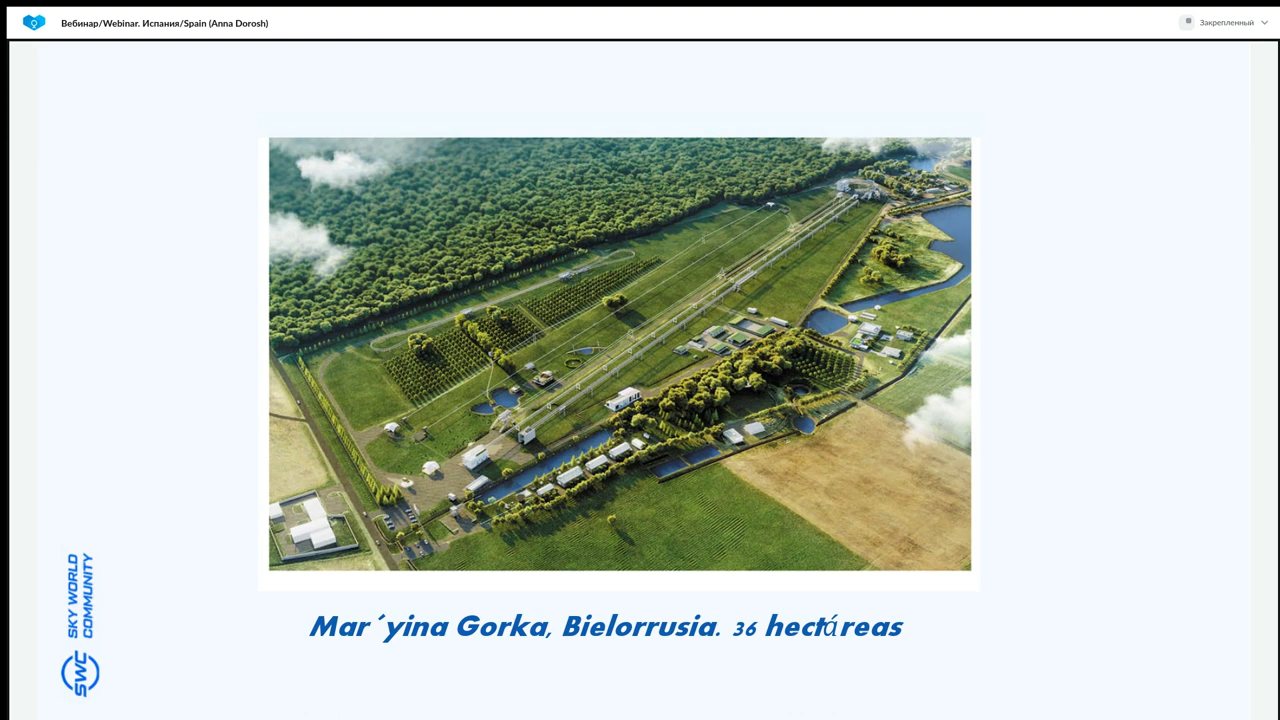 Вебинар/Webinar. Испания/Spain (Anna Dorosh)
Закрепленный
Mar´yina Gorka, Bielorrusia. 36 hectáreas
SKY WORLD
COMMUNITY
SWC